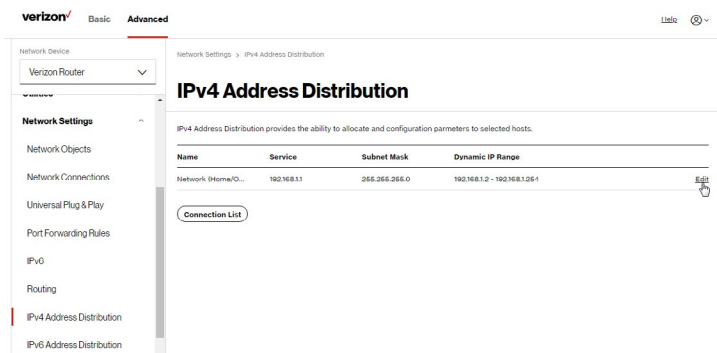 verizon✓ Basic Advanced Help
Network Device
Verizon Router
Utilities
Network Settings
Network Objects
Network Connections
Universal Plug & Play
Port Forwarding Rules
IPv6
Routing
IPv4 Address Distribution
IPv6 Address Distribution
Network Settings > IPv4 Address Distribution
IPv4 Address Distribution
IPv4 Address Distribution provides the ability to allocate and configuration parmeters to selected hosts.
Name Service Subnet Mask Dynamic IP Range
Network (Home/O... 192.168.1.1 255.255.255.0 192.168.1.2 - 192.168.1.254 Edit
Connection List